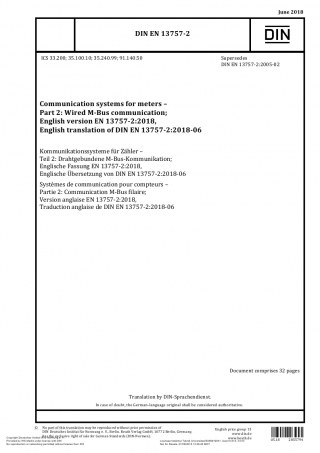 June 2018
DIN EN 13757-2
DIN
ICS 33.200; 35.100.10; 35.240.99; 91.140.50
Supersedes
DIN EN 13757-2:2005-02
Communication systems for meters –
Part 2: Wired M-Bus communication;
English version EN 13757-2:2018,
English translation of DIN EN 13757-2:2018-06
Kommunikationssysteme für Zähler –
Teil 2: Drahtgebundene M-Bus-Kommunikation;
Englische Fassung EN 13757-2:2018,
Englische Übersetzung von DIN EN 13757-2:2018-06
Systèmes de communication pour compteurs –
Partie 2: Communication M-Bus filaire;
Version anglaise EN 13757-2:2018,
Traduction anglaise de DIN EN 13757-2:2018-06
Document comprises 32 pages
Translation by DIN-Sprachendienst.
In case of doubt, the German-language original shall be considered authoritative.
No part of this translation may be reproduced without prior permission of
DIN Deutsches Institut für Normung e. V., Berlin. Beuth Verlag GmbH, 10772 Berlin, Germany,
has the exclusive right of sale for German Standards (DIN-Normen).
English price group
www.din.de
www.beuth.de